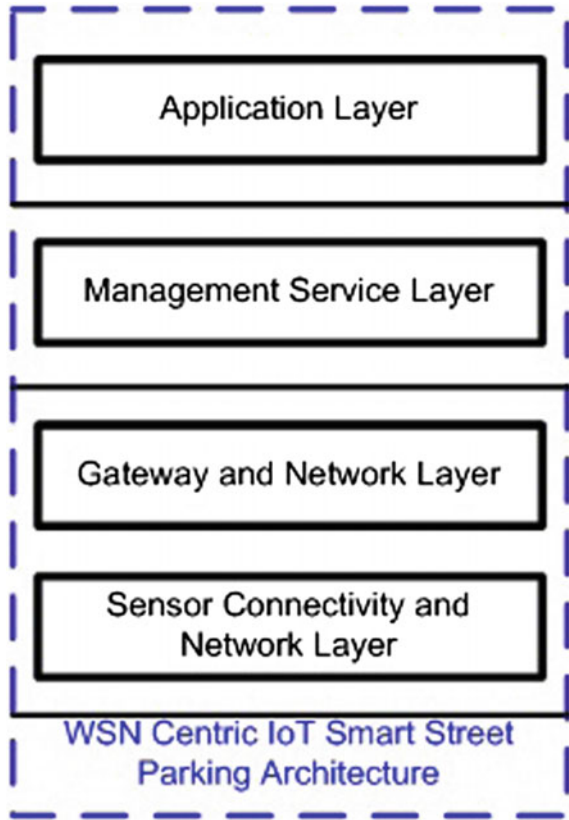 Application Layer
Management Service Layer
Gateway and Network Layer
Sensor Connectivity and
Network Layer
WSN Centric IoT Smart Street
Parking Architecture